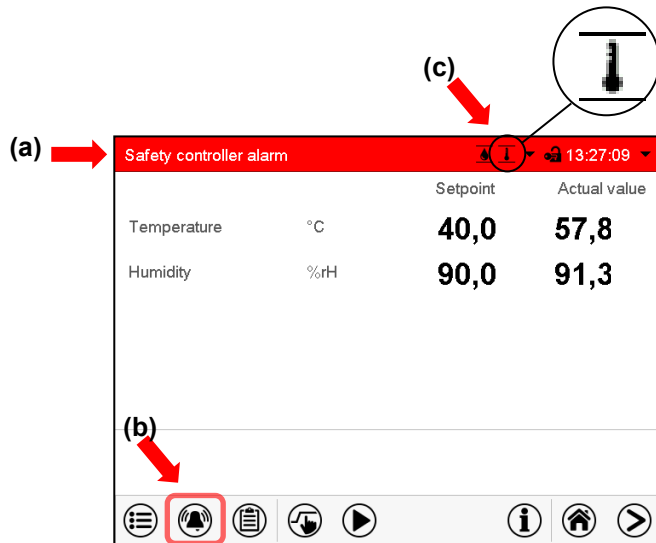 (c)
(a)
Safety controller alarm 13:27:09
Setpoint Actual value
Temperature °C 40,0 57,8
Humidity %rH 90,0 91,3
(b)